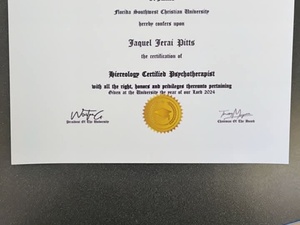 Florida Southwest Christian University
hereby confers upon
Jaquel Jerai Pitts
the certification of
Hiereology Certified Psychotherapist
with all the right, honors and privileges thereunto pertaining
Given at the University the year of our Lord 2024
President Of The University
Chairman Of The Board